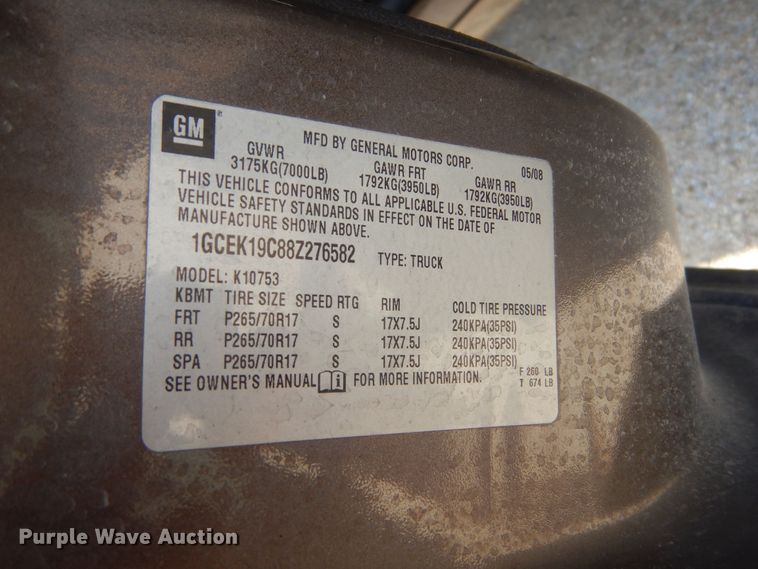 GM
MFD BY GENERAL MOTORS CORP. 05/08
GVWR GAWR FRT GAWR RR
3175KG(7000LB) 1792KG(3950LB) 1792KG(3950LB)
THIS VEHICLE CONFORMS TO ALL APPLICABLE U.S. FEDERAL MOTOR
VEHICLE SAFETY STANDARDS IN EFFECT ON THE DATE OF
MANUFACTURE SHOWN ABOVE.
1GCEK19C88Z276582 TYPE: TRUCK
MODEL: K10753
KBMT TIRE SIZE SPEED RTG RIM COLD TIRE PRESSURE
FRT P265/70R17 S 17X7.5J 240KPA(35PSI)
RR P265/70R17 S 17X7.5J 240KPA(35PSI)
SPA P265/70R17 S 17X7.5J 240KPA(35PSI)
SEE OWNER'S MANUAL FOR MORE INFORMATION.
F 260 LB
T 674 LB
Purple Wave Auction